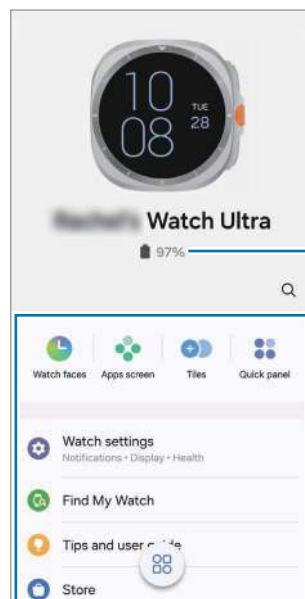 10
08
TUE
28
Watch Ultra
97%
Watch faces
Apps screen
Tiles
Quick panel
Watch settings
Notifications • Display • Health
Find My Watch
Tips and user
Store